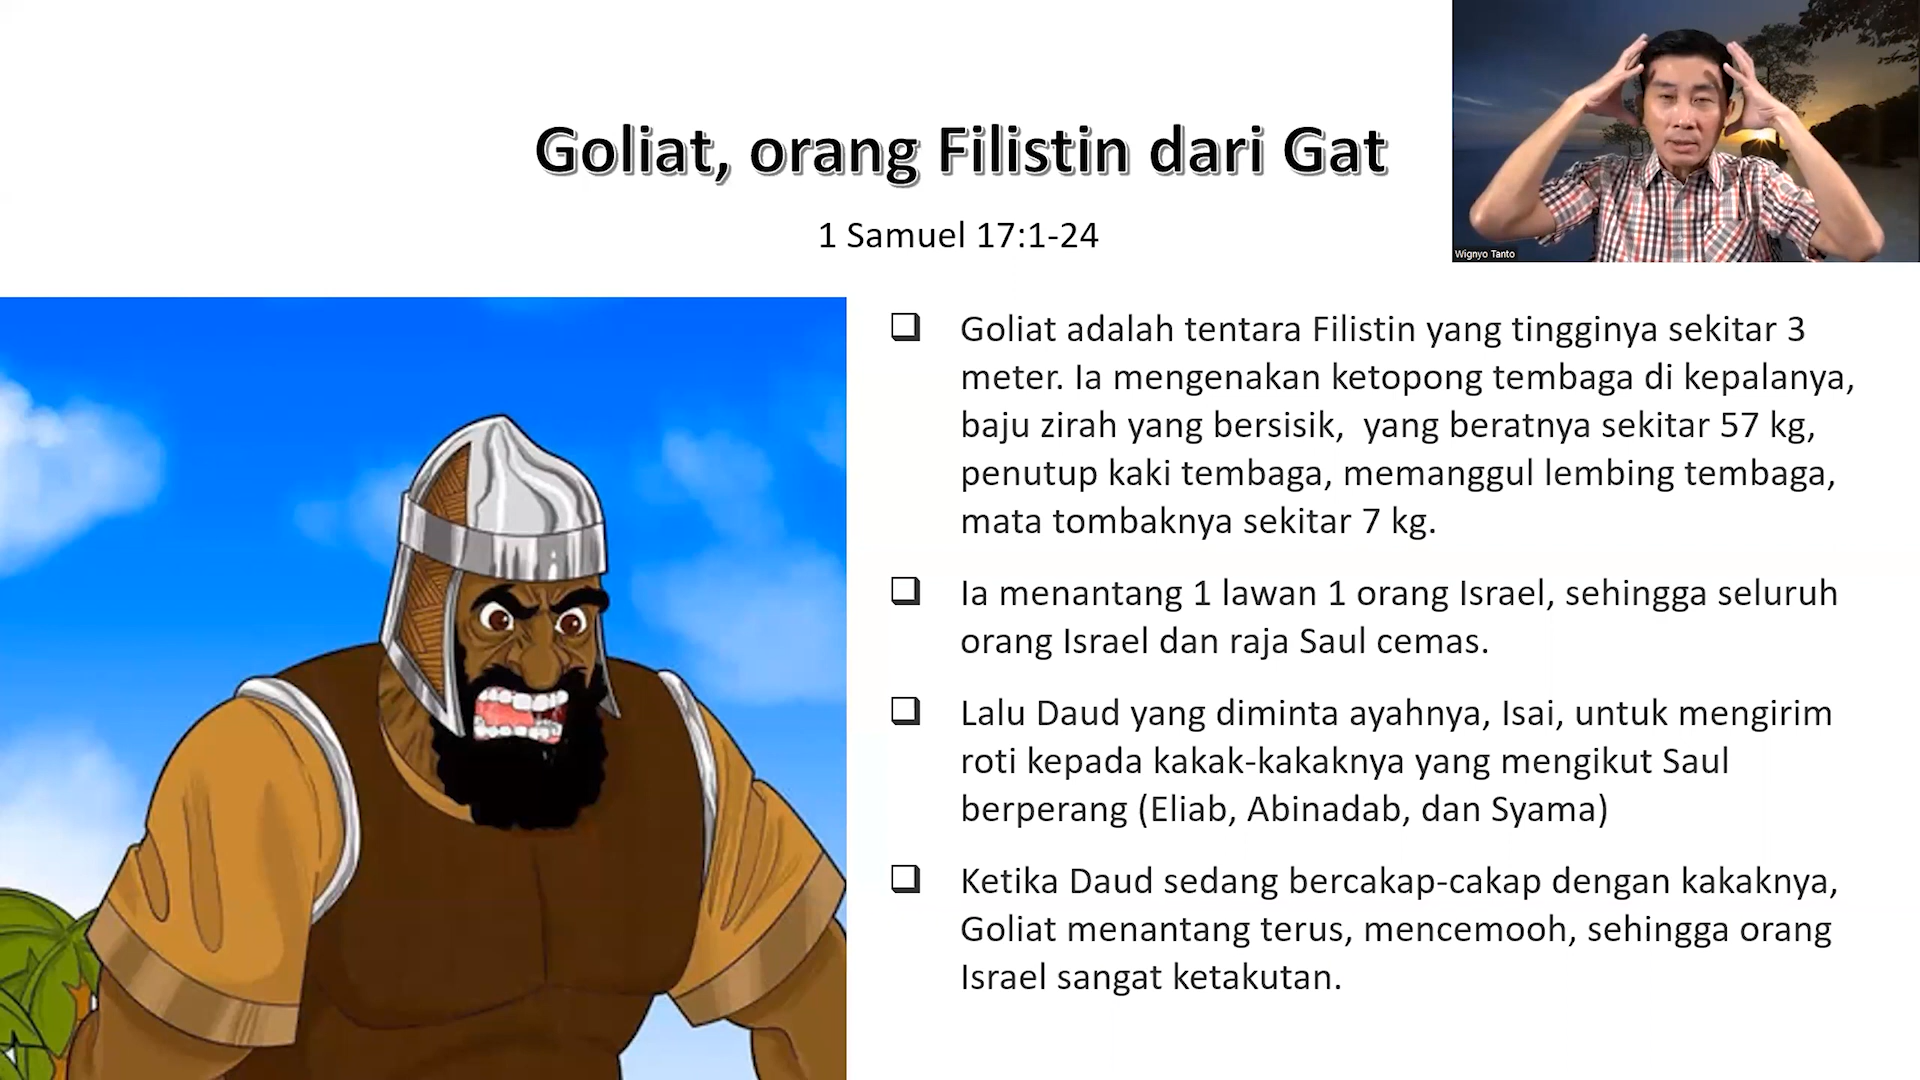 Goliat, orang Filistin dari Gat
1 Samuel 17:1-24
Wignyo Tanto
Goliat adalah tentara Filistin yang tingginya sekitar 3
meter. Ia mengenakan ketopong tembaga di kepalanya,
baju zirah yang bersisik,  yang beratnya sekitar 57 kg,
penutup kaki tembaga, memanggul lembing tembaga,
mata tombaknya sekitar 7 kg.
Ia menantang 1 lawan 1 orang Israel, sehingga seluruh
orang Israel dan raja Saul cemas.
Lalu Daud yang diminta ayahnya, Isai, untuk mengirim
roti kepada kakak-kakaknya yang mengikut Saul
berperang (Eliab, Abinadab, dan Syama)
Ketika Daud sedang bercakap-cakap dengan kakaknya,
Goliat menantang terus, mencemooh, sehingga orang
Israel sangat ketakutan.